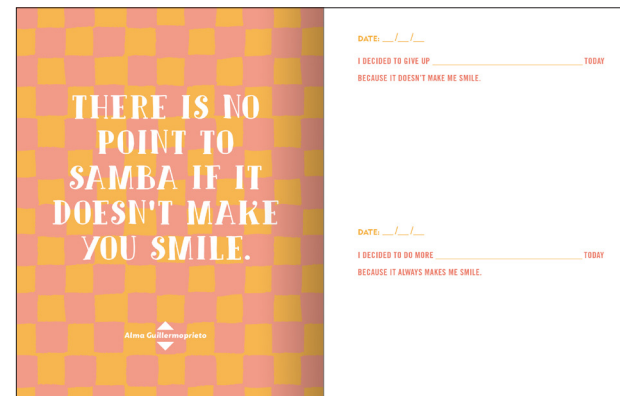 THERE IS NO
POINT TO
SAMBA IF IT
DOESN'T MAKE
YOU SMILE.
Alma Guillermoprieto
DATE: __/__/__
I DECIDED TO GIVE UP ____________________ TODAY
BECAUSE IT DOESN'T MAKE ME SMILE.
DATE: __/__/__
I DECIDED TO DO MORE ____________________ TODAY
BECAUSE IT ALWAYS MAKES ME SMILE.